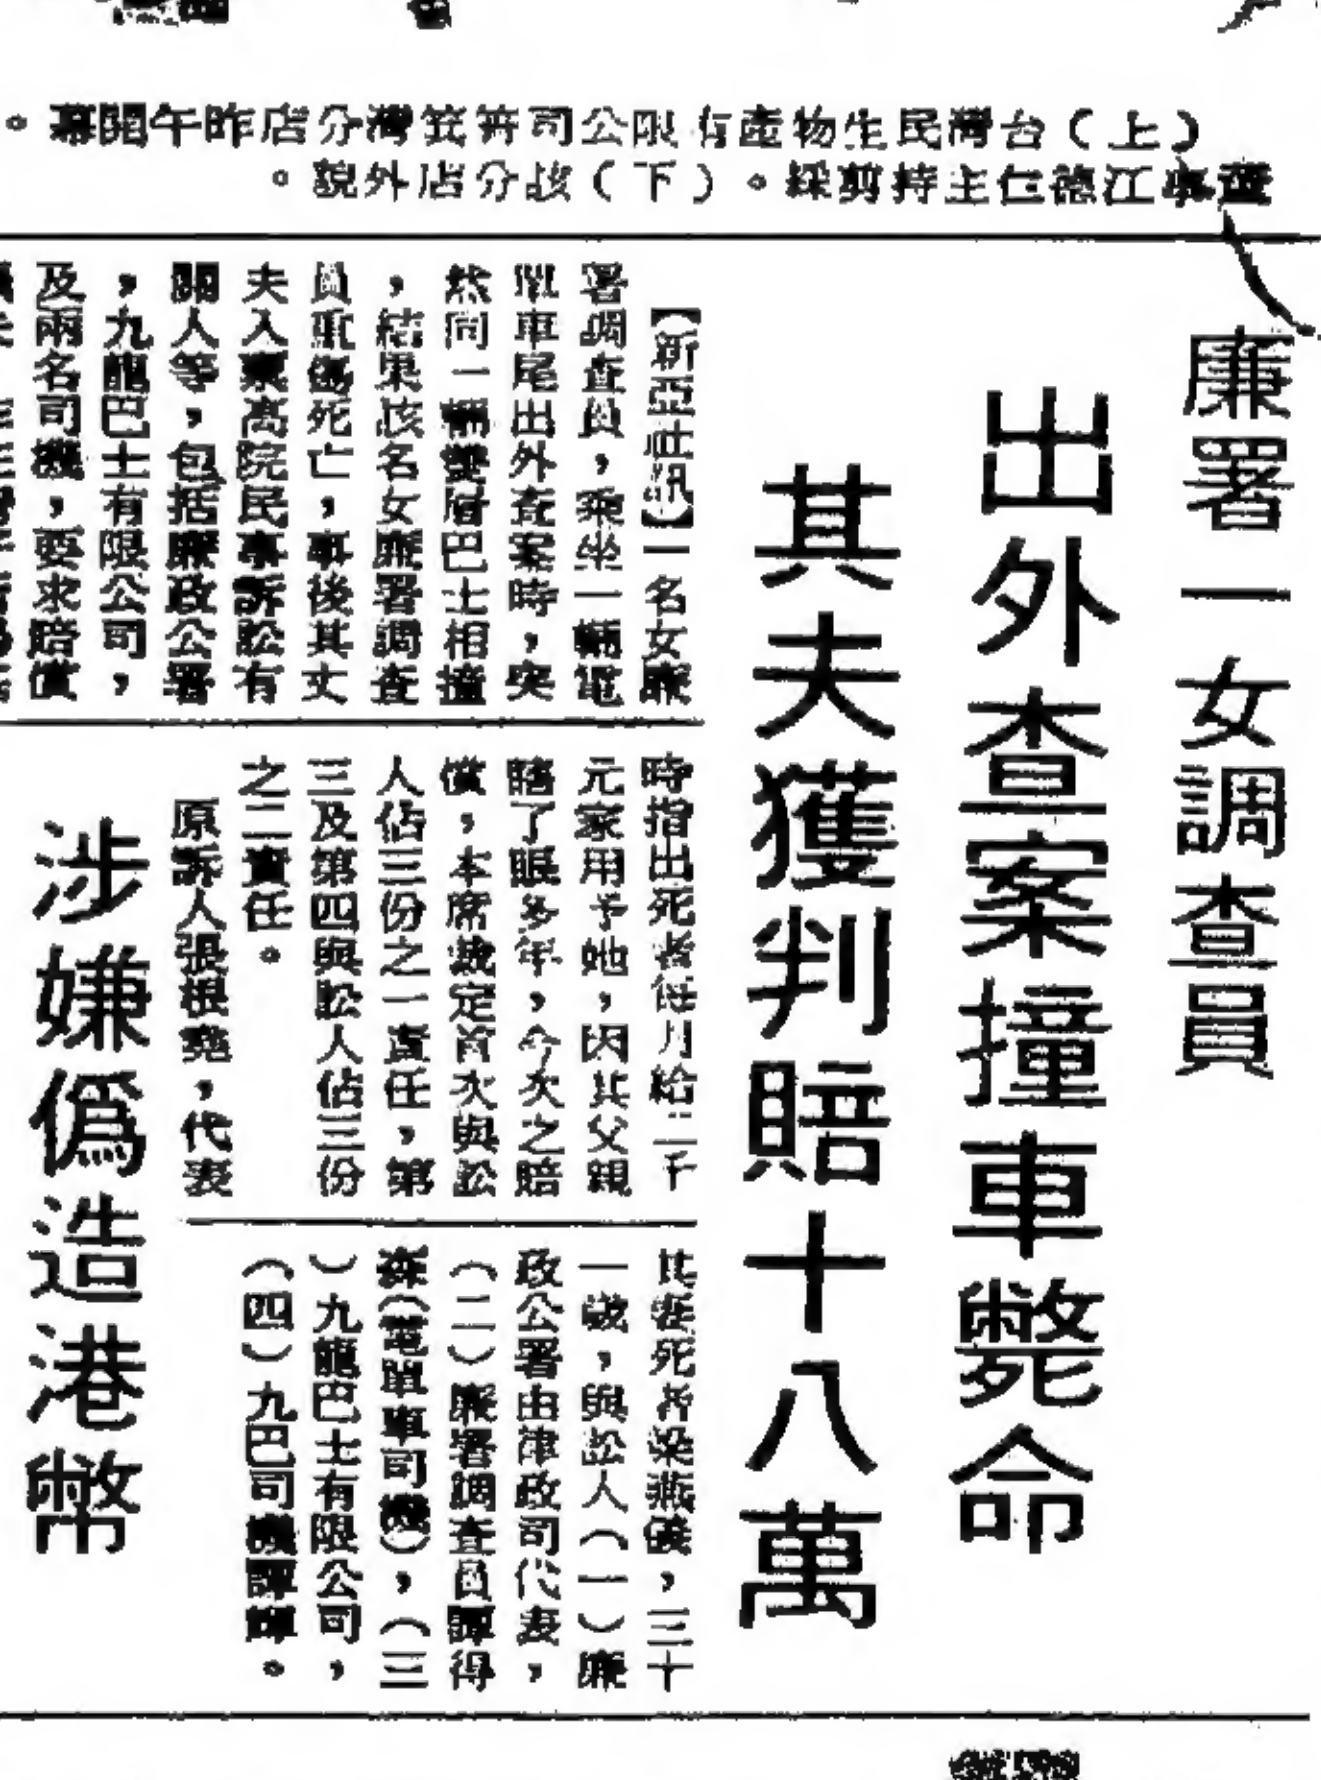 (上)台灣民生物產有限公司筲箕灣分店昨午開幕。
董事江德仁主持剪綵。(下)該分店外貌。
廉署一女調查員
出外查案撞車斃命
其夫獲判賠十八萬
【新亞社訊】一名女廉
署調查員,乘坐一輛電
單車尾出外查案時,突
然同一輛雙層巴士相撞
,結果該名女廉署調查
員重傷死亡,事後其丈
夫入稟高院民事訴訟有
關人等,包括廉政公署
,九龍巴士有限公司,
及兩名司機,要求賠償
時指出死者每月給二千
元家用予她,因其父親
瞎了眼多年,今次之賠
償,本席裁定首次與訟
人佔三份之一責任,第
三及第四與訟人佔三份
之二責任。
原訴人張根堯,代表
其妻死者梁燕儀,三十
一歲,與訟人(一)廉
政公署由律政司代表,
(二)廉署調查員譚得
森(電單車司機),(三
)九龍巴士有限公司,
(四)九巴司機譚
涉嫌偽造港幣